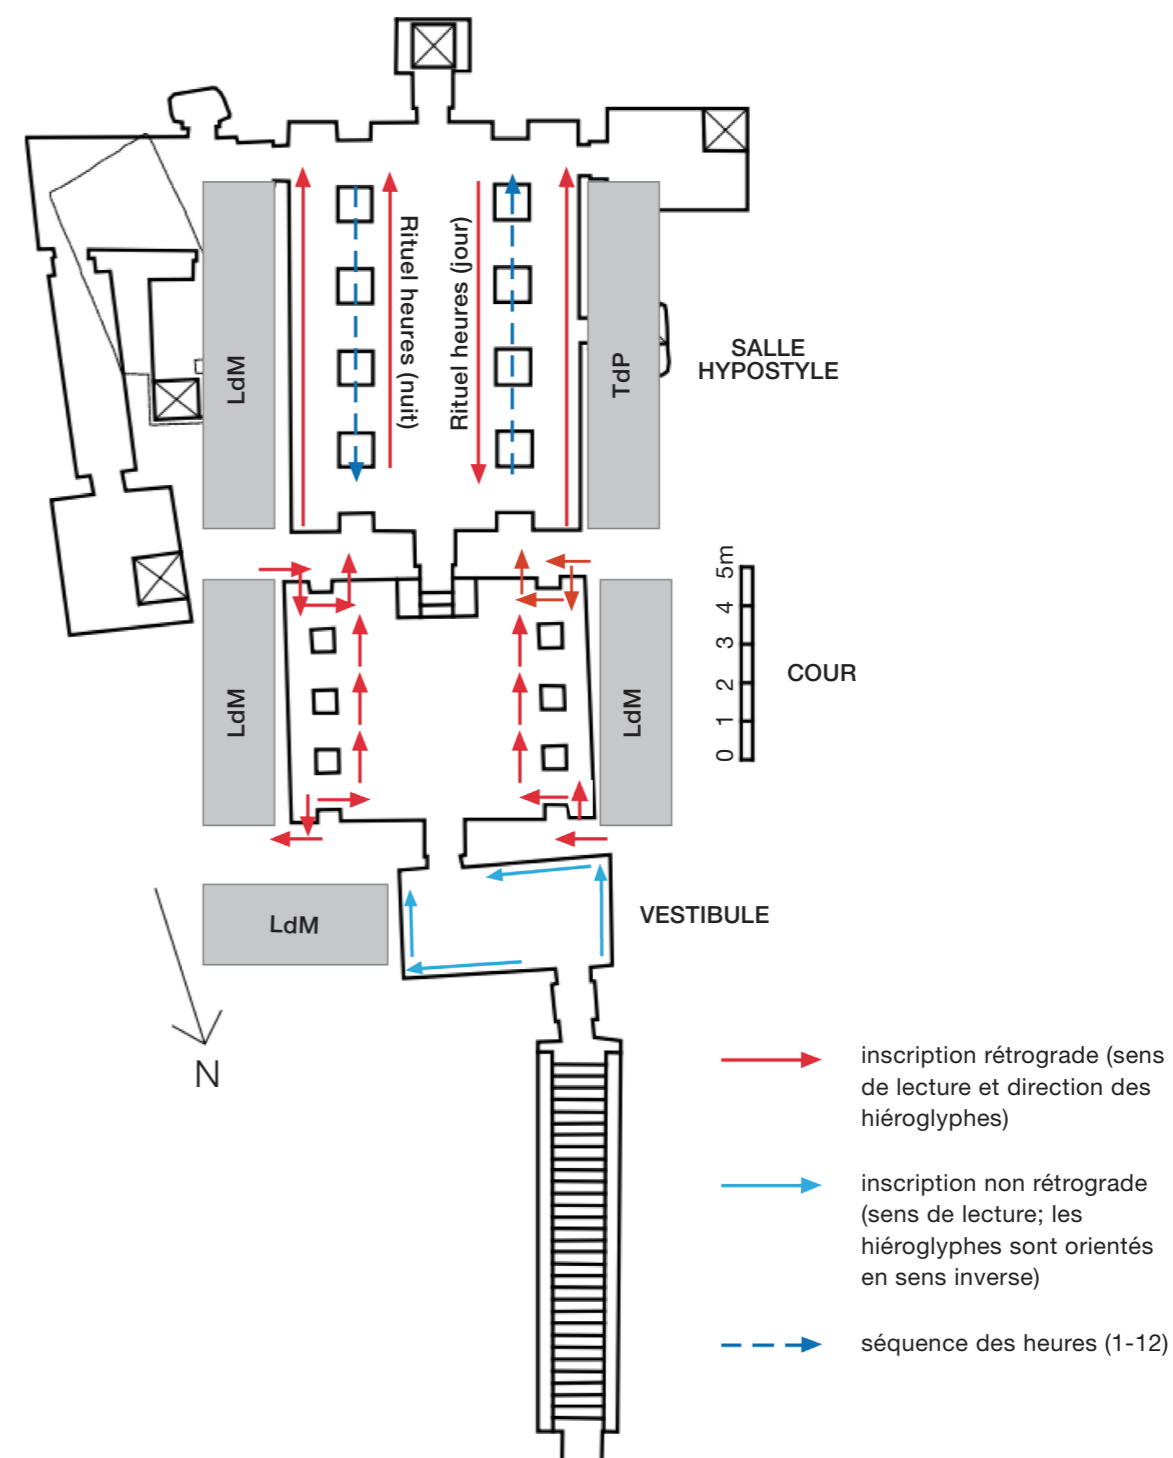 Rituel heures (nuit)
Rituel heures (jour)
LdM
TdP
SALLE
HYPOSTYLE
LdM
LdM
0 1 2 3 4 5m
COUR
LdM
VESTIBULE
N
inscription rétrograde (sens
de lecture et direction des
hiéroglyphes)
inscription non rétrograde
(sens de lecture; les
hiéroglyphes sont orientés
en sens inverse)
séquence des heures (1-12)